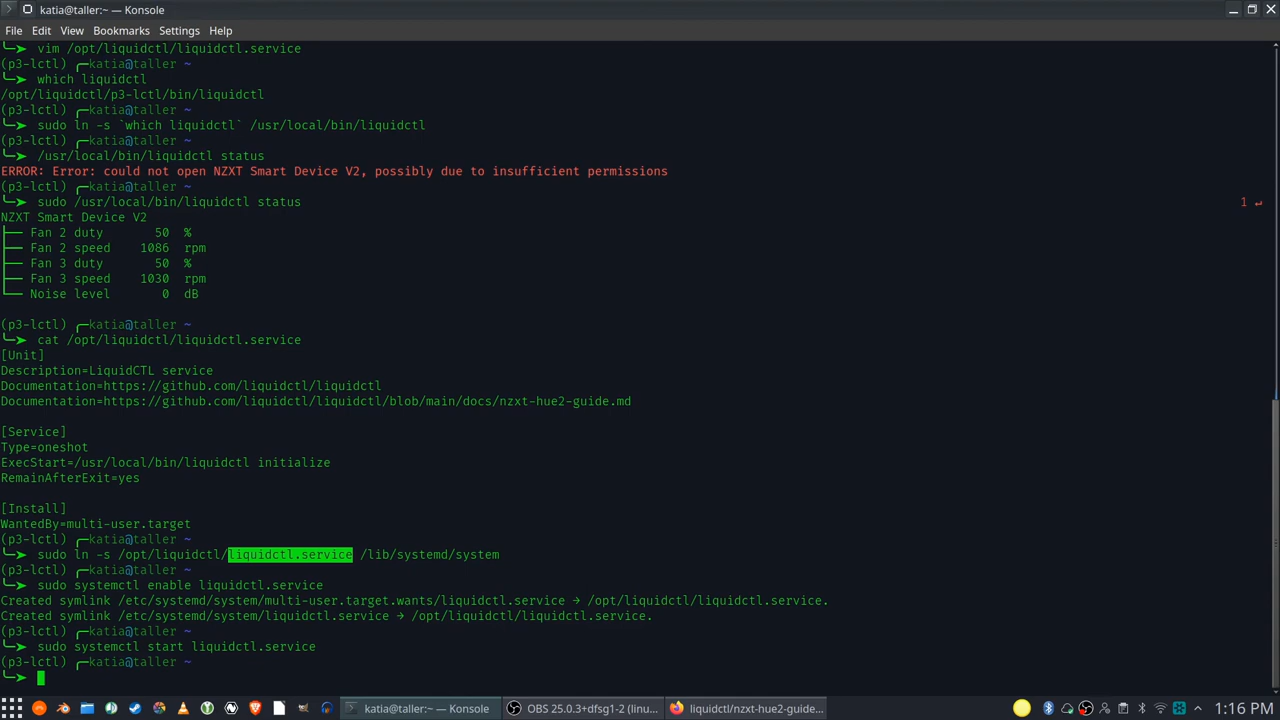 katia@taller:~ — Konsole
File Edit View Bookmarks Settings Help
╰─➤ vim /opt/liquidctl/liquidctl.service
(p3-lctl) ╭─katia@taller ~
╰─➤ which liquidctl
/opt/liquidctl/p3-lctl/bin/liquidctl
(p3-lctl) ╭─katia@taller ~
╰─➤ sudo ln -s `which liquidctl` /usr/local/bin/liquidctl
(p3-lctl) ╭─katia@taller ~
╰─➤ /usr/local/bin/liquidctl status
ERROR: Error: could not open NZXT Smart Device V2, possibly due to insufficient permissions
(p3-lctl) ╭─katia@taller ~
╰─➤ sudo /usr/local/bin/liquidctl status 1 ↵
NZXT Smart Device V2
├── Fan 2 duty 50 %
├── Fan 2 speed 1086 rpm
├── Fan 3 duty 50 %
├── Fan 3 speed 1030 rpm
└── Noise level 0 dB
(p3-lctl) ╭─katia@taller ~
╰─➤ cat /opt/liquidctl/liquidctl.service
[Unit]
Description=LiquidCTL service
Documentation=https://github.com/liquidctl/liquidctl
Documentation=https://github.com/liquidctl/liquidctl/blob/main/docs/nzxt-hue2-guide.md
[Service]
Type=oneshot
ExecStart=/usr/local/bin/liquidctl initialize
RemainAfterExit=yes
[Install]
WantedBy=multi-user.target
(p3-lctl) ╭─katia@taller ~
╰─➤ sudo ln -s /opt/liquidctl/liquidctl.service /lib/systemd/system
(p3-lctl) ╭─katia@taller ~
╰─➤ sudo systemctl enable liquidctl.service
Created symlink /etc/systemd/system/multi-user.target.wants/liquidctl.service → /opt/liquidctl/liquidctl.service.
Created symlink /etc/systemd/system/liquidctl.service → /opt/liquidctl/liquidctl.service.
(p3-lctl) ╭─katia@taller ~
╰─➤ sudo systemctl start liquidctl.service
(p3-lctl) ╭─katia@taller ~
╰─➤
katia@taller:~ — Konsole OBS 25.0.3+dfsg1-2 (linu... liquidctl/nzxt-hue2-guide... 1:16 PM